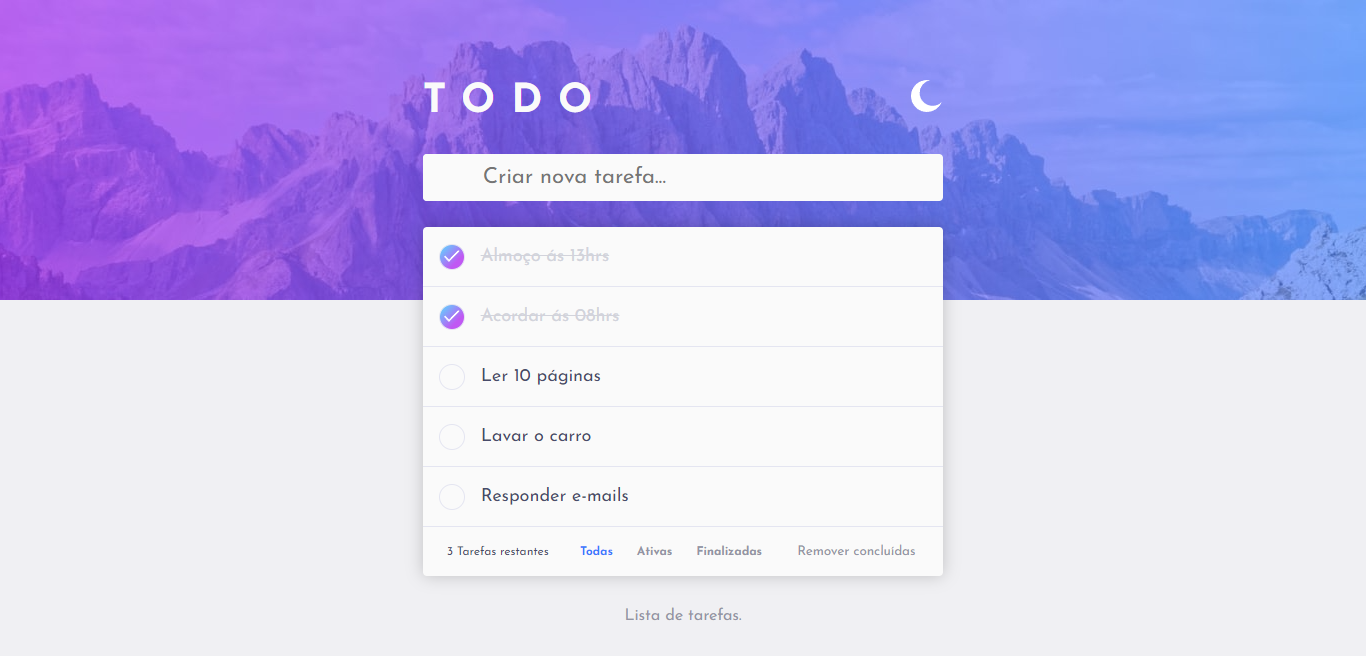 TODO
Criar nova tarefa...
Almoço ás 13hrs
Acordar ás 08hrs
Ler 10 páginas
Lavar o carro
Responder e-mails
3 Tarefas restantes Todas Ativas Finalizadas Remover concluídas
Lista de tarefas.